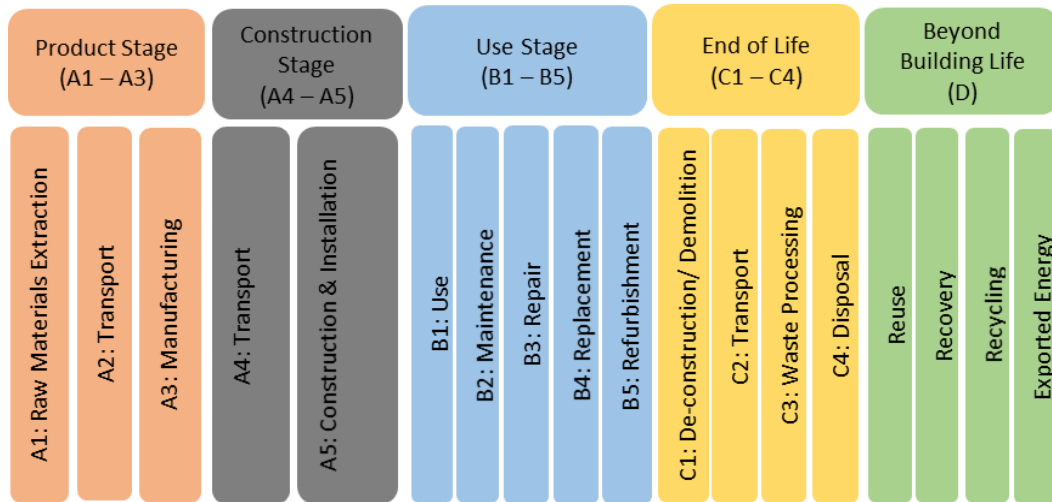 Product Stage
(A1 – A3)
Construction
Stage
(A4 – A5)
Use Stage
(B1 – B5)
End of Life
(C1 – C4)
Beyond
Building Life
(D)
A1: Raw Materials Extraction
A2: Transport
A3: Manufacturing
A4: Transport
A5: Construction & Installation
B1: Use
B2: Maintenance
B3: Repair
B4: Replacement
B5: Refurbishment
C1: De-construction/ Demolition
C2: Transport
C3: Waste Processing
C4: Disposal
Reuse
Recovery
Recycling
Exported Energy